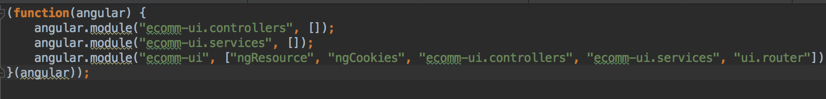 (function(angular) {
angular.module("ecomm-ui.controllers", []);
angular.module("ecomm-ui.services", []);
angular.module("ecomm-ui", ["ngResource", "ngCookies", "ecomm-ui.controllers", "ecomm-ui.services", "ui.router"])
}(angular));